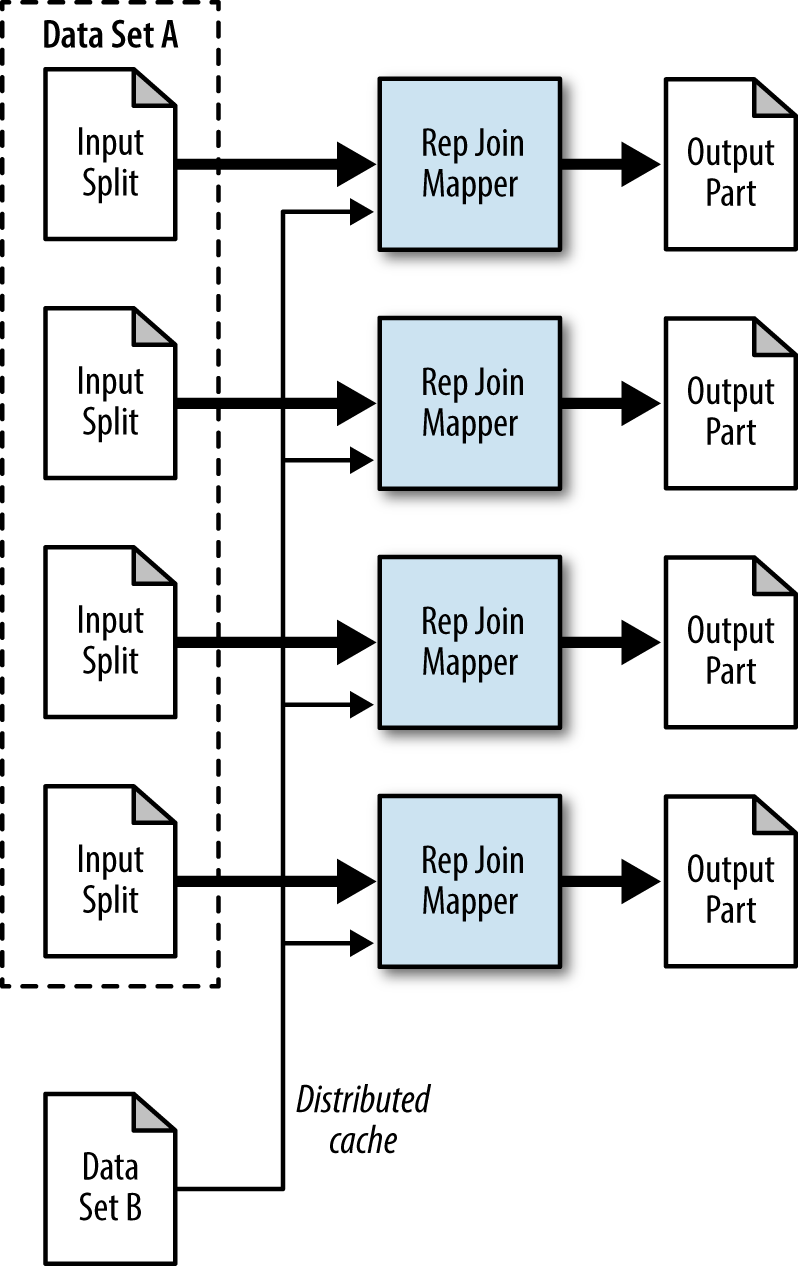 Data Set A
Input
Split
Rep Join
Mapper
Output
Part
Input
Split
Rep Join
Mapper
Output
Part
Input
Split
Rep Join
Mapper
Output
Part
Input
Split
Rep Join
Mapper
Output
Part
Distributed
cache
Data
Set B